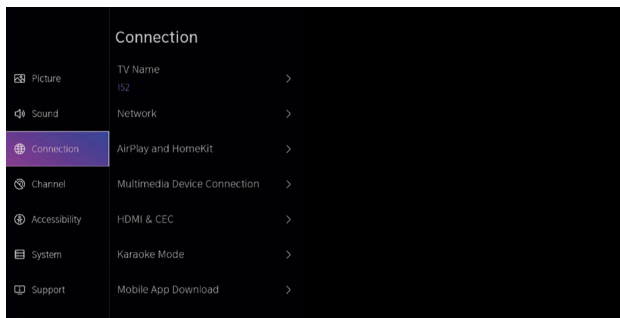 Connection
Picture
Sound
Connection
Channel
Accessibility
System
Support
TV Name
152
Network
AirPlay and HomeKit
Multimedia Device Connection
HDMI & CEC
Karaoke Mode
Mobile App Download